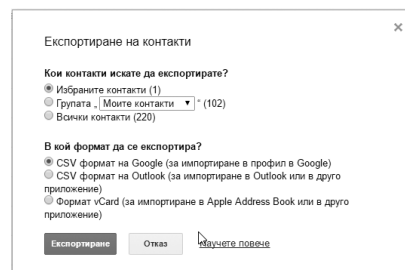 Експортиране на контакти
Кои контакти искате да експортирате?
Избраните контакти (1)
Групата „ Моите контакти “ (102)
Всички контакти (220)
В кой формат да се експортира?
CSV формат на Google (за импортиране в профил в Google)
CSV формат на Outlook (за импортиране в Outlook или в друго
приложение)
Формат vCard (за импортиране в Apple Address Book или в друго
приложение)
Експортиране Отказ Научете повече